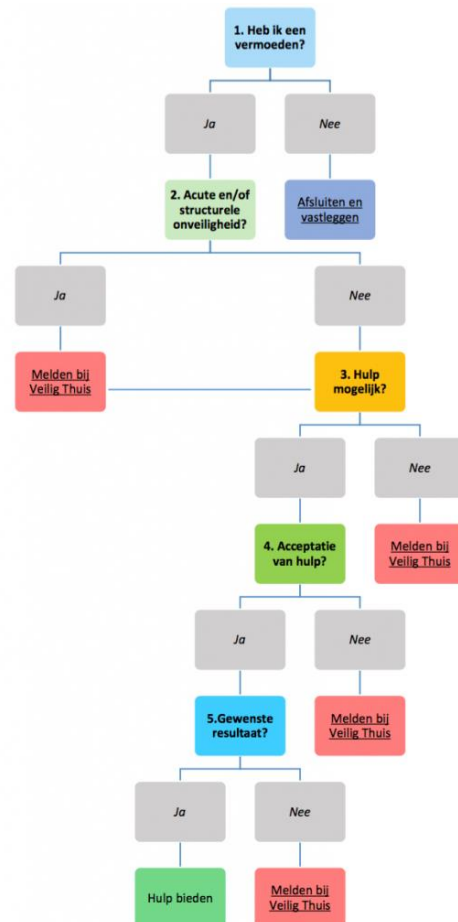 1. Heb ik een
vermoeden?
Ja
Nee
2. Acute en/of
structurele
onveiligheid?
Afsluiten en
vastleggen
Ja
Nee
Melden bij
Veilig Thuis
3. Hulp
mogelijk?
Ja
Nee
4. Acceptatie
van hulp?
Melden bij
Veilig Thuis
Ja
Nee
5.Gewenste
resultaat?
Melden bij
Veilig Thuis
Ja
Nee
Hulp bieden
Melden bij
Veilig Thuis